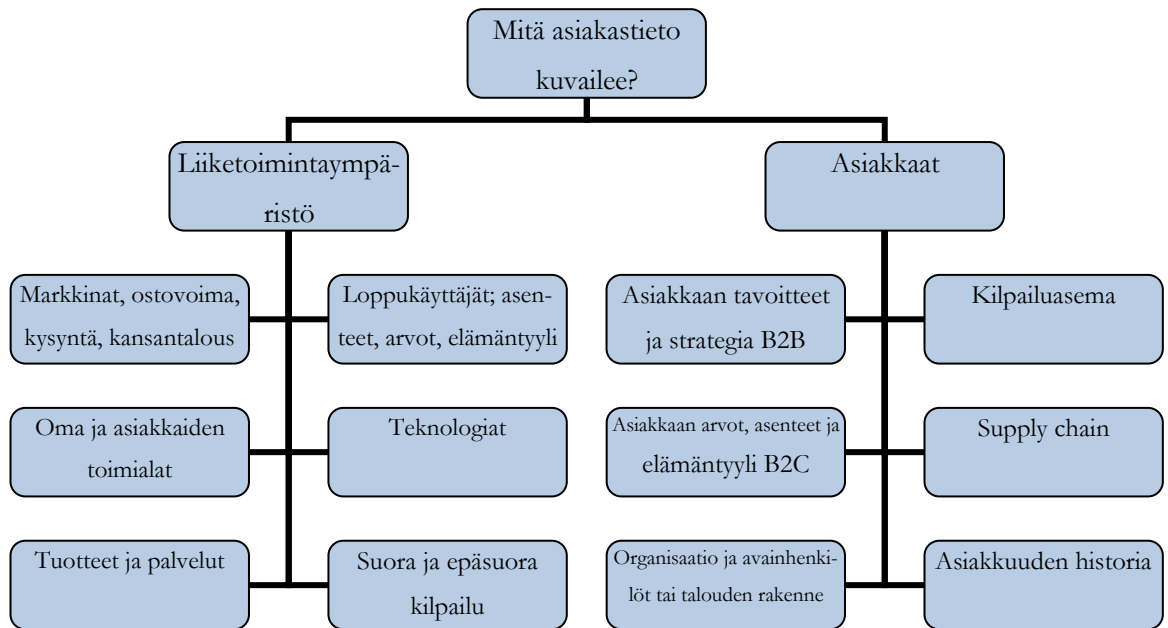 Mitä asiakastieto
kuvailee?
Liiketoimintaympä-
ristö
Asiakkaat
Markkinat, ostovoima,
kysyntä, kansantalous
Loppukäyttäjät; asen-
teet, arvot, elämäntyyli
Asiakkaan tavoitteet
ja strategia B2B
Kilpailuasema
Oma ja asiakkaiden
toimialat
Teknologiat
Asiakkaan arvot, asenteet ja
elämäntyyli B2C
Supply chain
Tuotteet ja palvelut
Suora ja epäsuora
kilpailu
Organisaatio ja avainhenki-
löt tai talouden rakenne
Asiakkuuden historia